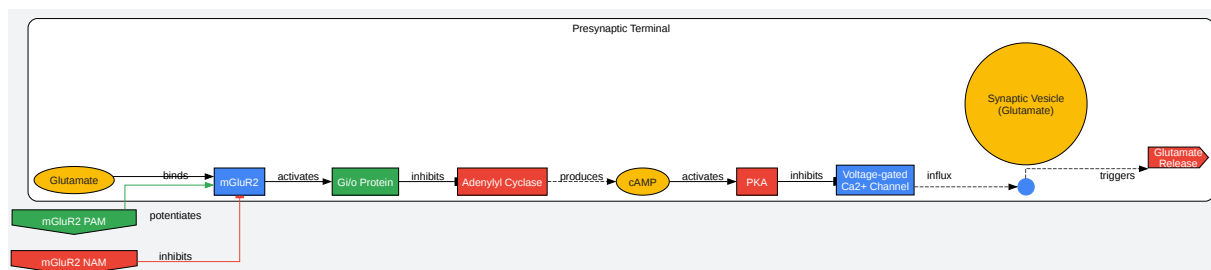 Presynaptic Terminal
Synaptic Vesicle
(Glutamate)
Glutamate
Release
Glutamate
binds
mGluR2
activates
Gi/o Protein
inhibits
Adenylyl Cyclase
produces
cAMP
activates
PKA
inhibits
Voltage-gated
Ca2+ Channel
influx
triggers
mGluR2 PAM
potentiates
mGluR2 NAM
inhibits